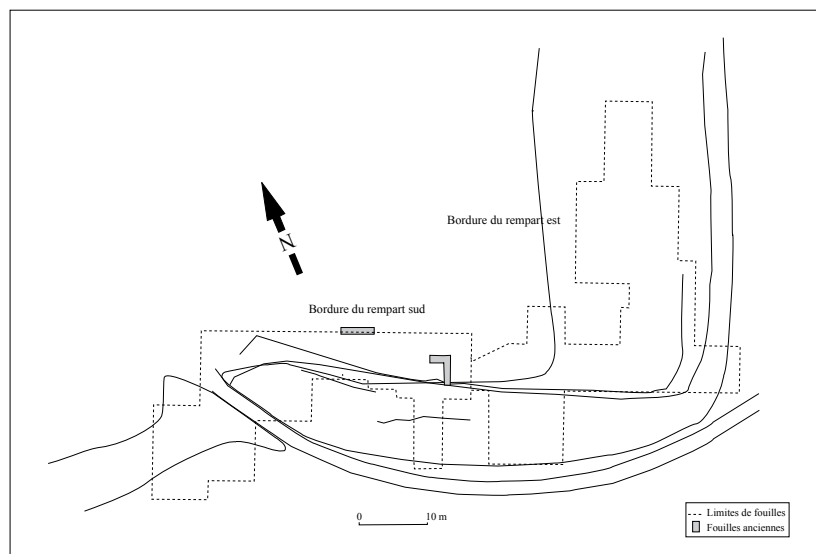 Bordure du rempart est
N
Bordure du rempart sud
0 10 m
Limites de fouilles
Fouilles anciennes